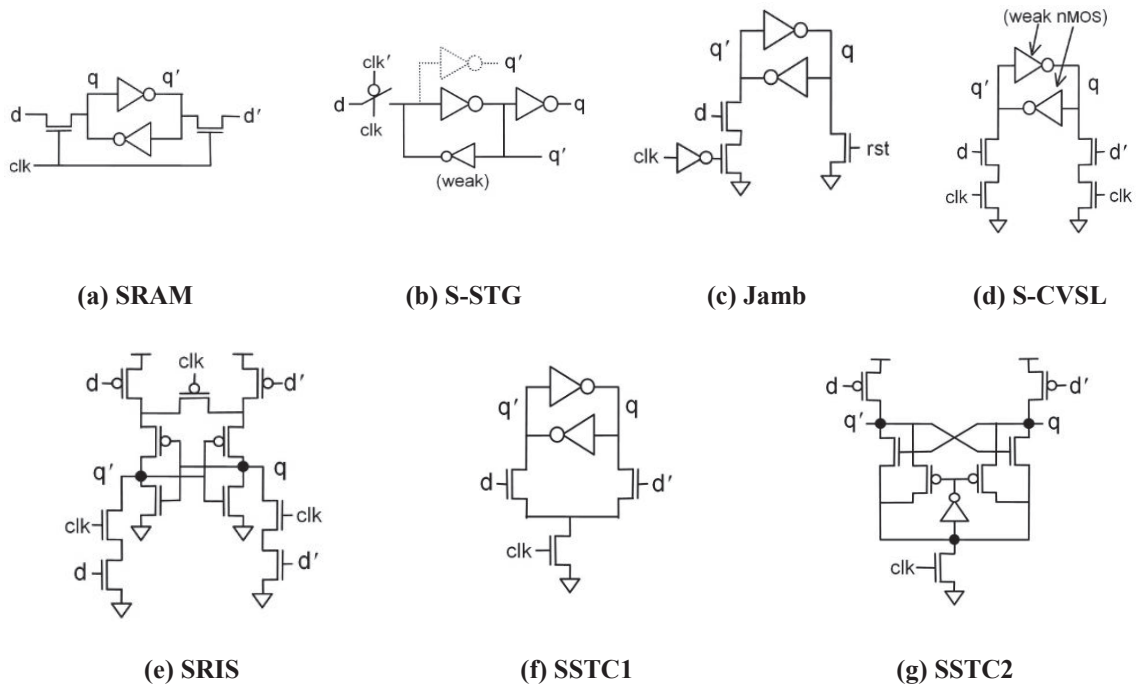 (weak nMOS)
clk'
q'
q
q'
q
q'
q'
q
d
d'
d
q
d
clk
clk
q'
clk
rst
(weak)
d
d'
clk
clk
(a) SRAM
(b) S-STG
(c) Jamb
(d) S-CVSL
clk
d
d'
q'
q
clk
clk
d
d'
(e) SRIS
q'
q
d
d'
clk
(f) SSTC1
d
d'
q'
q
clk
(g) SSTC2